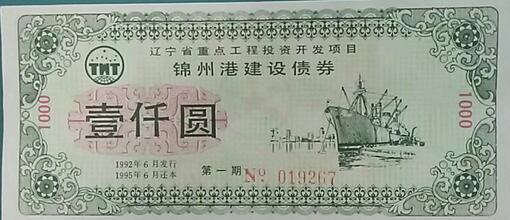 TNT
辽宁省重点工程投资开发项目
锦州港建设债券
1000
1000
壹仟圆
1992年6月发行
1995年6月还本
第一期 № 019267